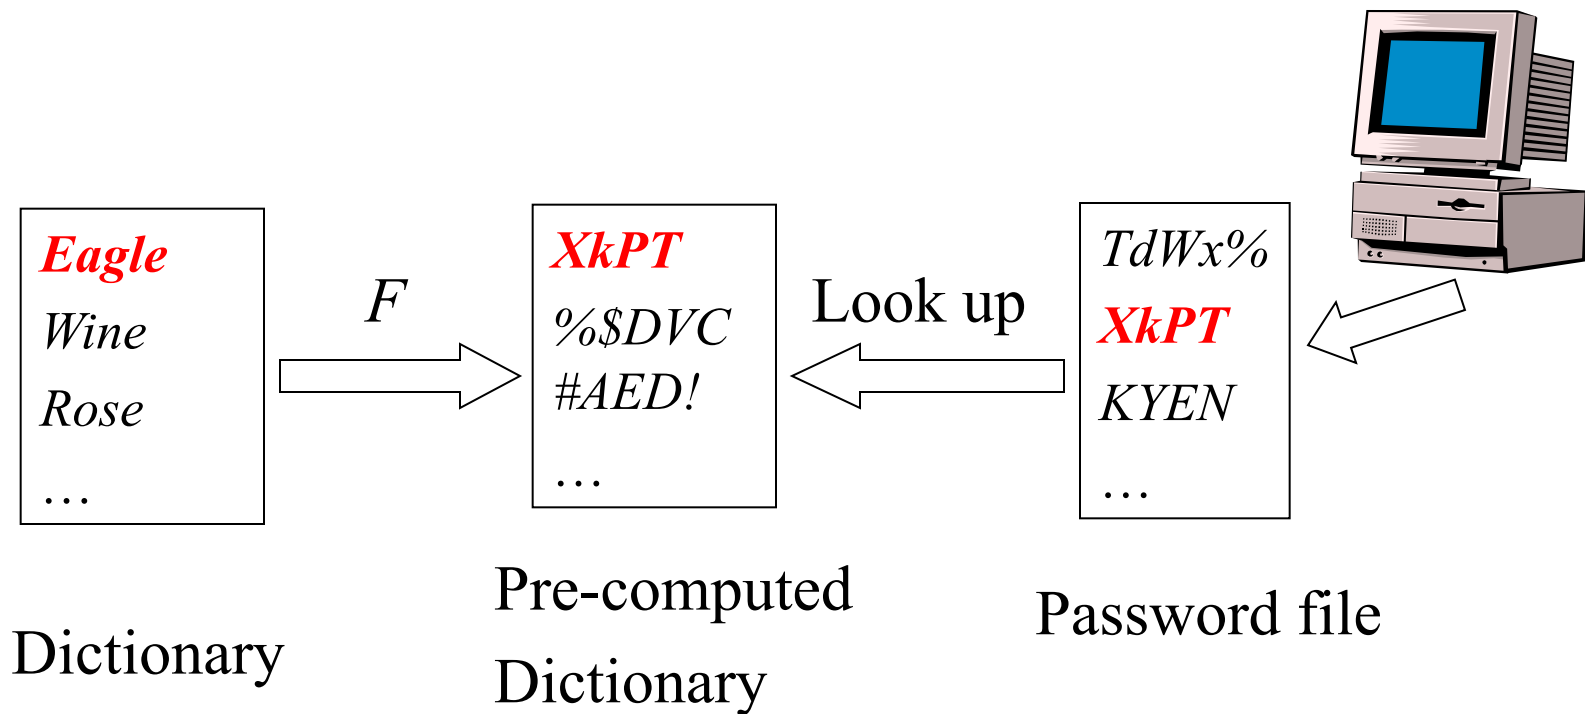 Eagle
Wine
Rose
…
F
XkPT
%$DVC
#AED!
…
Look up
TdWx%
XkPT
KYEN
…
Dictionary
Pre-computed
Dictionary
Password file